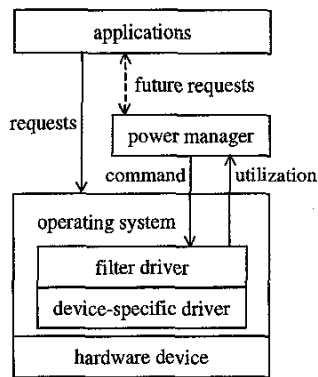 applications
future requests
requests
power manager
command
utilization
operating system
filter driver
device-specific driver
hardware device